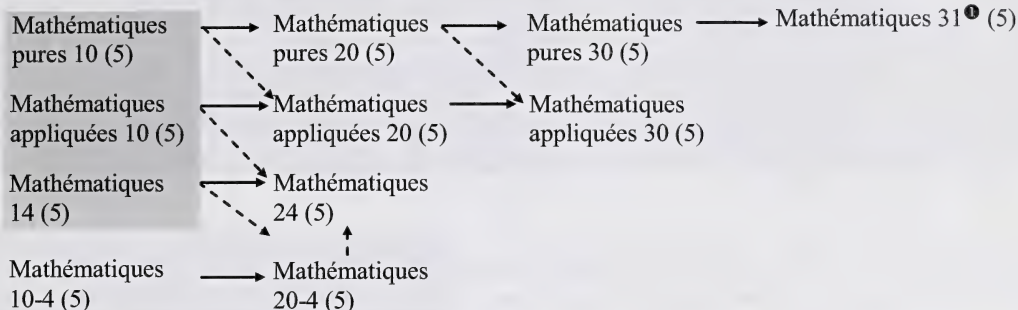 Mathématiques
pures 10 (5)
Mathématiques
pures 20 (5)
Mathématiques
pures 30 (5)
Mathématiques 31❶ (5)
Mathématiques
appliquées 10 (5)
Mathématiques
appliquées 20 (5)
Mathématiques
appliquées 30 (5)
Mathématiques
14 (5)
Mathématiques
24 (5)
Mathématiques
10-4 (5)
Mathématiques
20-4 (5)